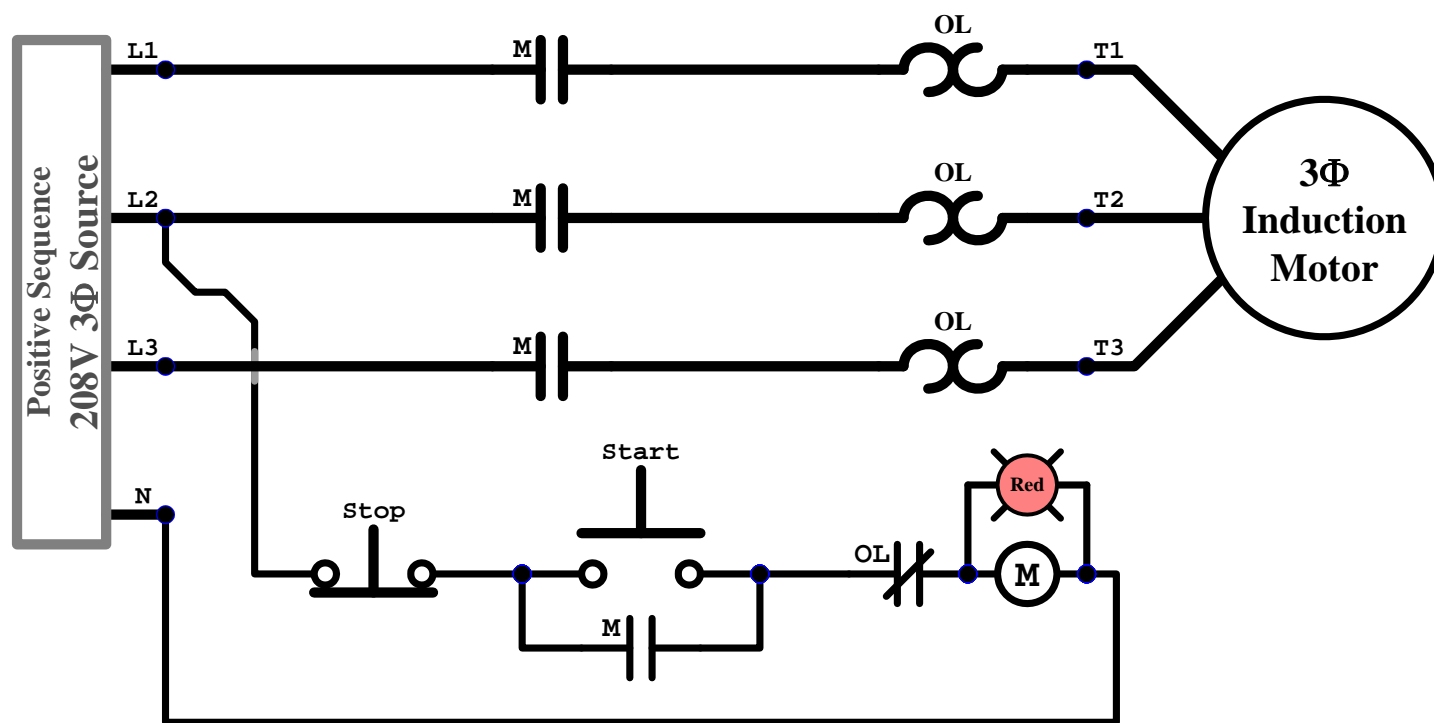 Positive Sequence
208V 3Φ Source
L1
M
OL
T1
L2
M
OL
T2
3Φ
Induction
Motor
L3
M
OL
T3
N
Stop
Start
M
OL
Red
M